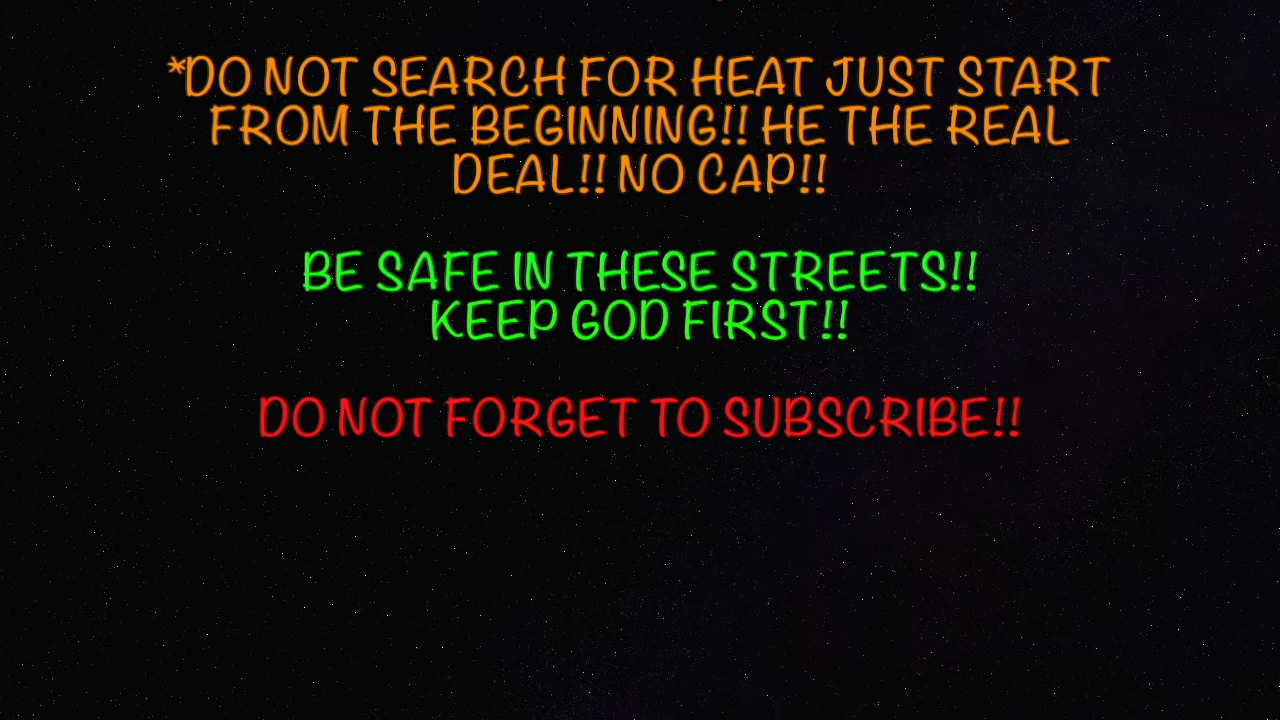 *DO NOT SEARCH FOR HEAT JUST START
FROM THE BEGINNING!! HE THE REAL
DEAL!! NO CAP!!
BE SAFE IN THESE STREETS!!
KEEP GOD FIRST!!
DO NOT FORGET TO SUBSCRIBE!!